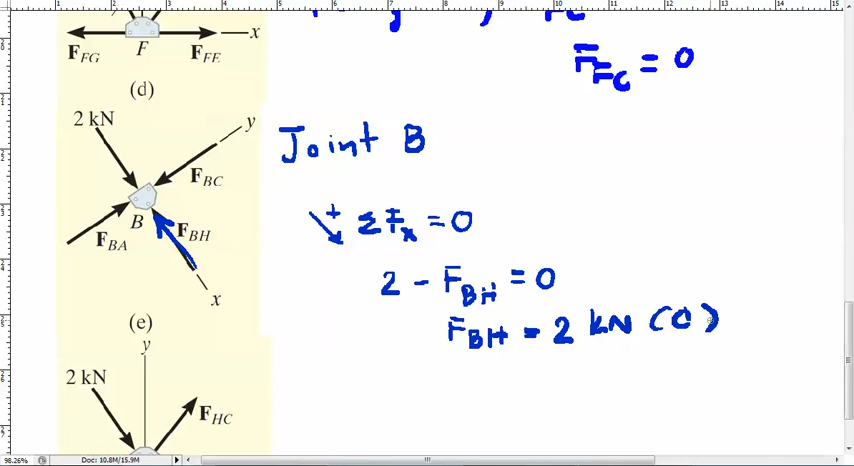 F_FG F F_FE x
F_FC = 0
(d)
2 kN y
Joint B
F_BC
B F_BH
F_BA
+ ΣF_x = 0
x
2 - F_BH = 0
F_BH = 2 kN (C)
(e)
y
2 kN
F_HC
98.26% Doc: 10.8M/15.9M